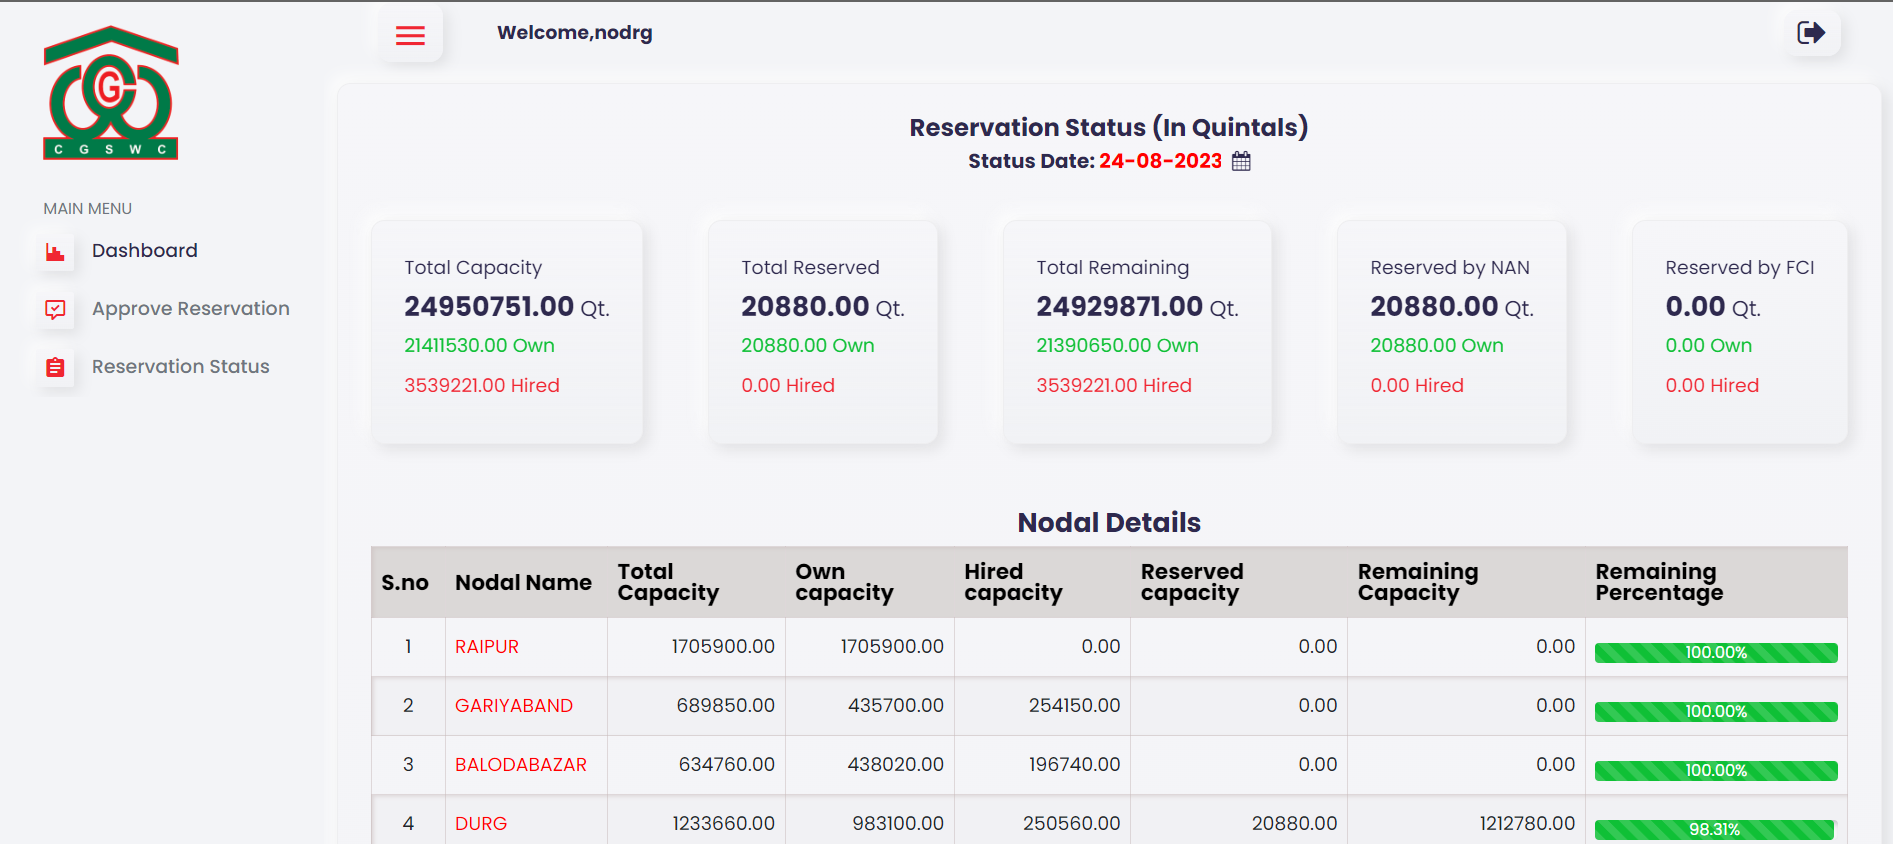 Welcome,nodrg
G
C G S W C
MAIN MENU
Dashboard
Approve Reservation
Reservation Status
Reservation Status (In Quintals)
Status Date: 24-08-2023
Total Capacity
24950751.00 Qt.
21411530.00 Own
3539221.00 Hired
Total Reserved
20880.00 Qt.
20880.00 Own
0.00 Hired
Total Remaining
24929871.00 Qt.
21390650.00 Own
3539221.00 Hired
Reserved by NAN
20880.00 Qt.
20880.00 Own
0.00 Hired
Reserved by FCI
0.00 Qt.
0.00 Own
0.00 Hired
Nodal Details
S.no Nodal Name Total Capacity Own capacity Hired capacity Reserved capacity Remaining Capacity Remaining Percentage
1 RAIPUR 1705900.00 1705900.00 0.00 0.00 0.00 100.00%
2 GARIYABAND 689850.00 435700.00 254150.00 0.00 0.00 100.00%
3 BALODABAZAR 634760.00 438020.00 196740.00 0.00 0.00 100.00%
4 DURG 1233660.00 983100.00 250560.00 20880.00 1212780.00 98.31%